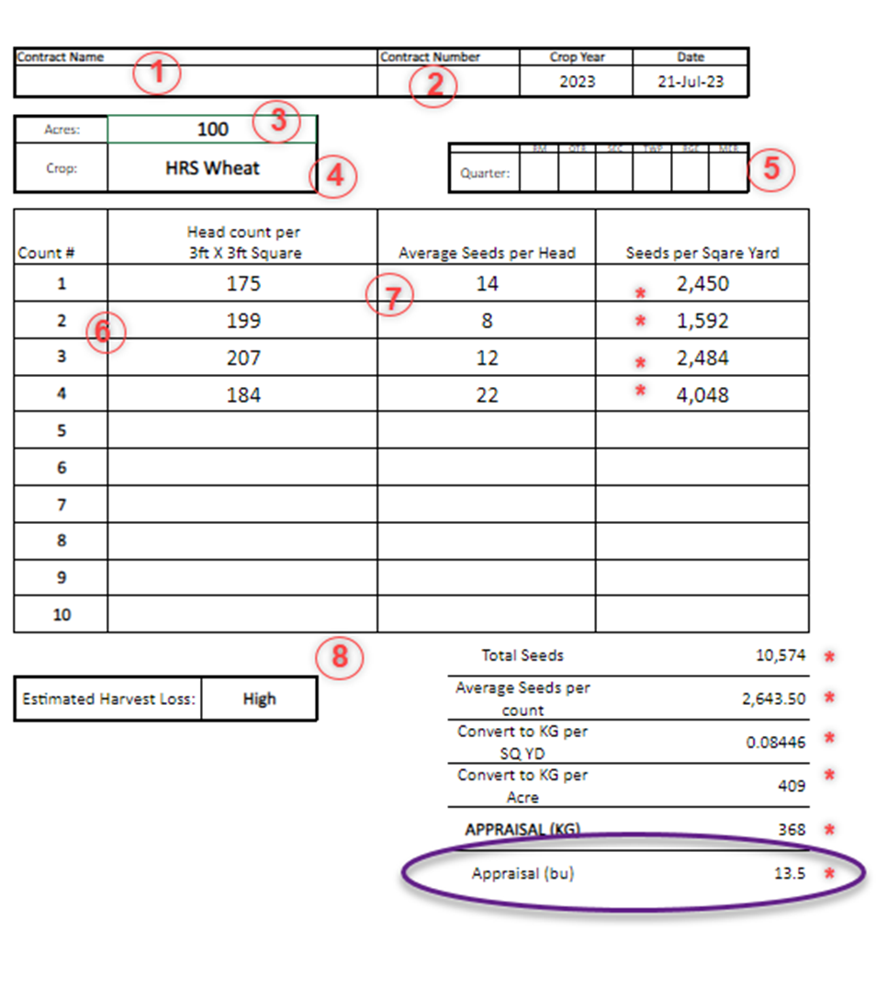 Contract Name Contract Number Crop Year Date
1 2 2023 21-Jul-23
Acres: 100 3
Crop: HRS Wheat 4
RM QTR SEC TWP RGE MER
Quarter: 5
Head count per
Count # 3ft X 3ft Square Average Seeds per Head Seeds per Sqare Yard
1 175 7 14 * 2,450
2 6 199 8 * 1,592
3 207 12 * 2,484
4 184 22 * 4,048
5
6
7
8
9
10
8
Total Seeds 10,574 *
Estimated Harvest Loss: High
Average Seeds per
count 2,643.50 *
Convert to KG per
SQ YD 0.08446 *
Convert to KG per
Acre 409 *
APPRAISAL (KG) 368 *
Appraisal (bu) 13.5 *